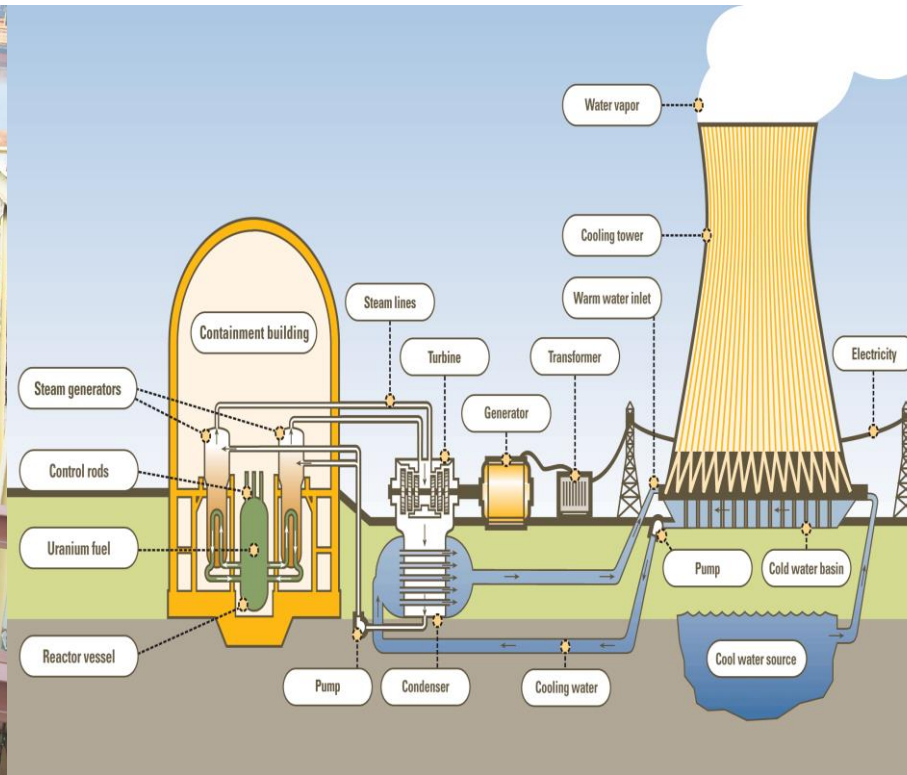 Water vapor
Cooling tower
Steam lines
Warm water inlet
Containment building
Turbine
Transformer
Electricity
Steam generators
Generator
Control rods
Uranium fuel
Pump
Cold water basin
Reactor vessel
Cool water source
Pump
Condenser
Cooling water